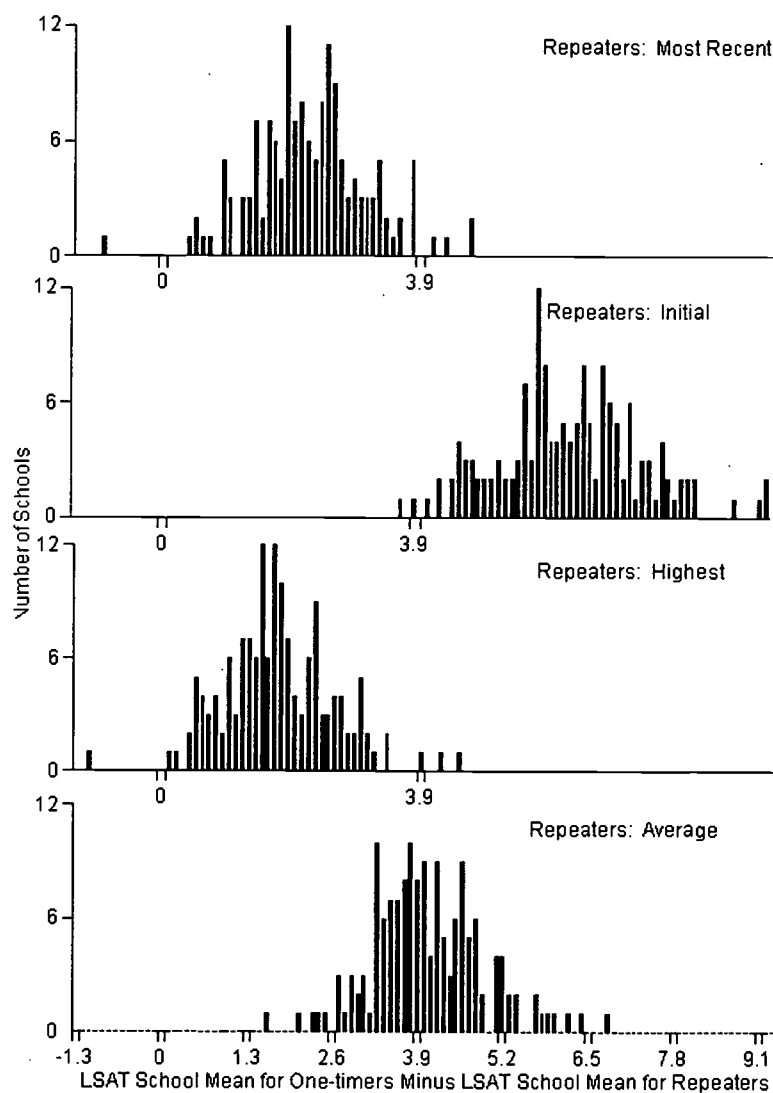 12
Repeaters: Most Recent
6
0
0
3.9
12
Repeaters: Initial
6
0
0
3.9
Number of Schools
12
Repeaters: Highest
6
0
0
3.9
12
Repeaters: Average
6
0
-1.3 0 1.3 2.6 3.9 5.2 6.5 7.8 9.1
LSAT School Mean for One-timers Minus LSAT School Mean for Repeaters